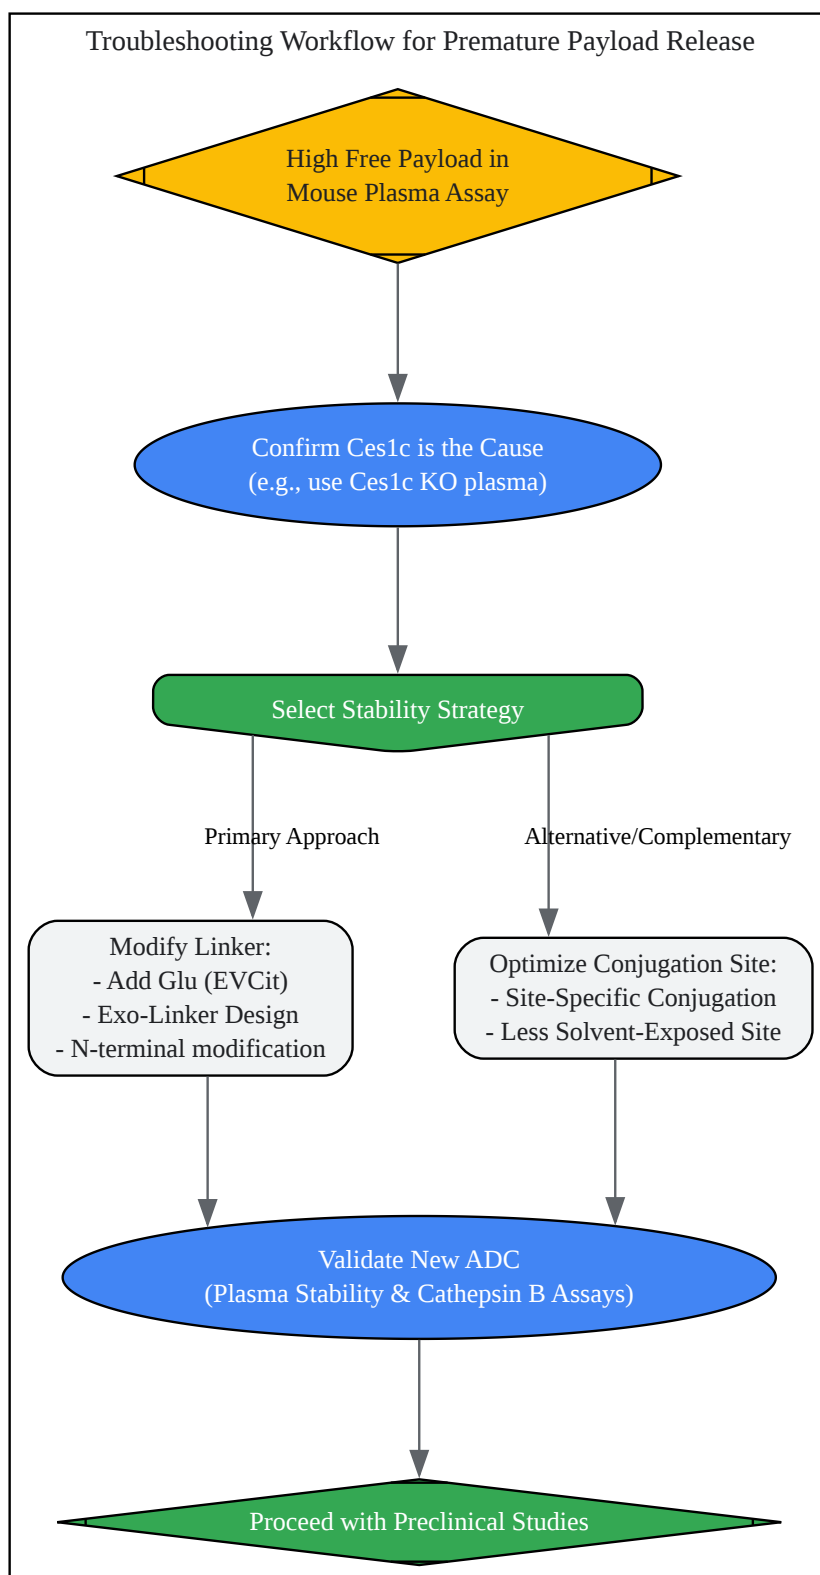 Troubleshooting Workflow for Premature Payload Release
High Free Payload in
Mouse Plasma Assay
Confirm Ces1c is the Cause
(e.g., use Ces1c KO plasma)
Select Stability Strategy
Primary Approach
Alternative/Complementary
Modify Linker:
- Add Glu (EVCit)
- Exo-Linker Design
- N-terminal modification
Optimize Conjugation Site:
- Site-Specific Conjugation
- Less Solvent-Exposed Site
Validate New ADC
(Plasma Stability & Cathepsin B Assays)
Proceed with Preclinical Studies